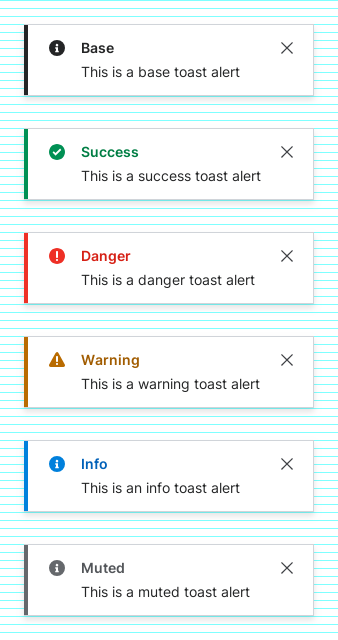 Base
This is a base toast alert
Success
This is a success toast alert
Danger
This is a danger toast alert
Warning
This is a warning toast alert
Info
This is an info toast alert
Muted
This is a muted toast alert